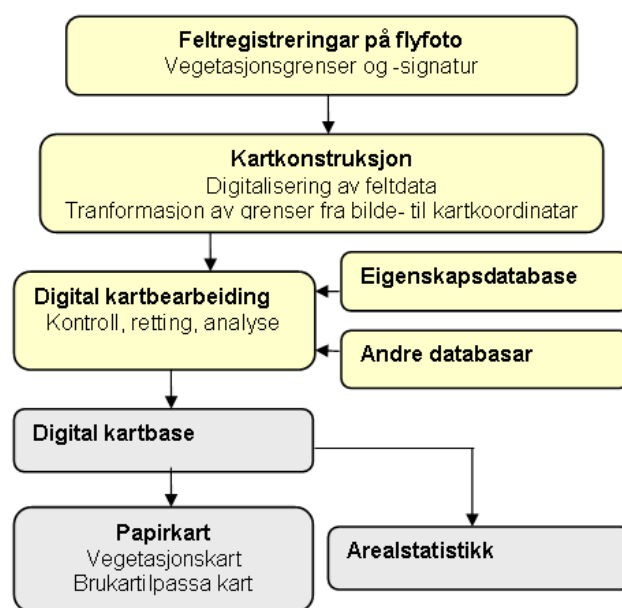 Feltregistreringar på flyfoto
Vegetasjonsgrenser og -signatur
Kartkonstruksjon
Digitalisering av feltdata
Tranformasjon av grenser fra bilde- til kartkoordinatar
Digital kartbearbeiding
Kontroll, retting, analyse
Eigenskapsdatabase
Andre databasar
Digital kartbase
Papirkart
Vegetasjonskart
Brukartilpassa kart
Arealstatistikk